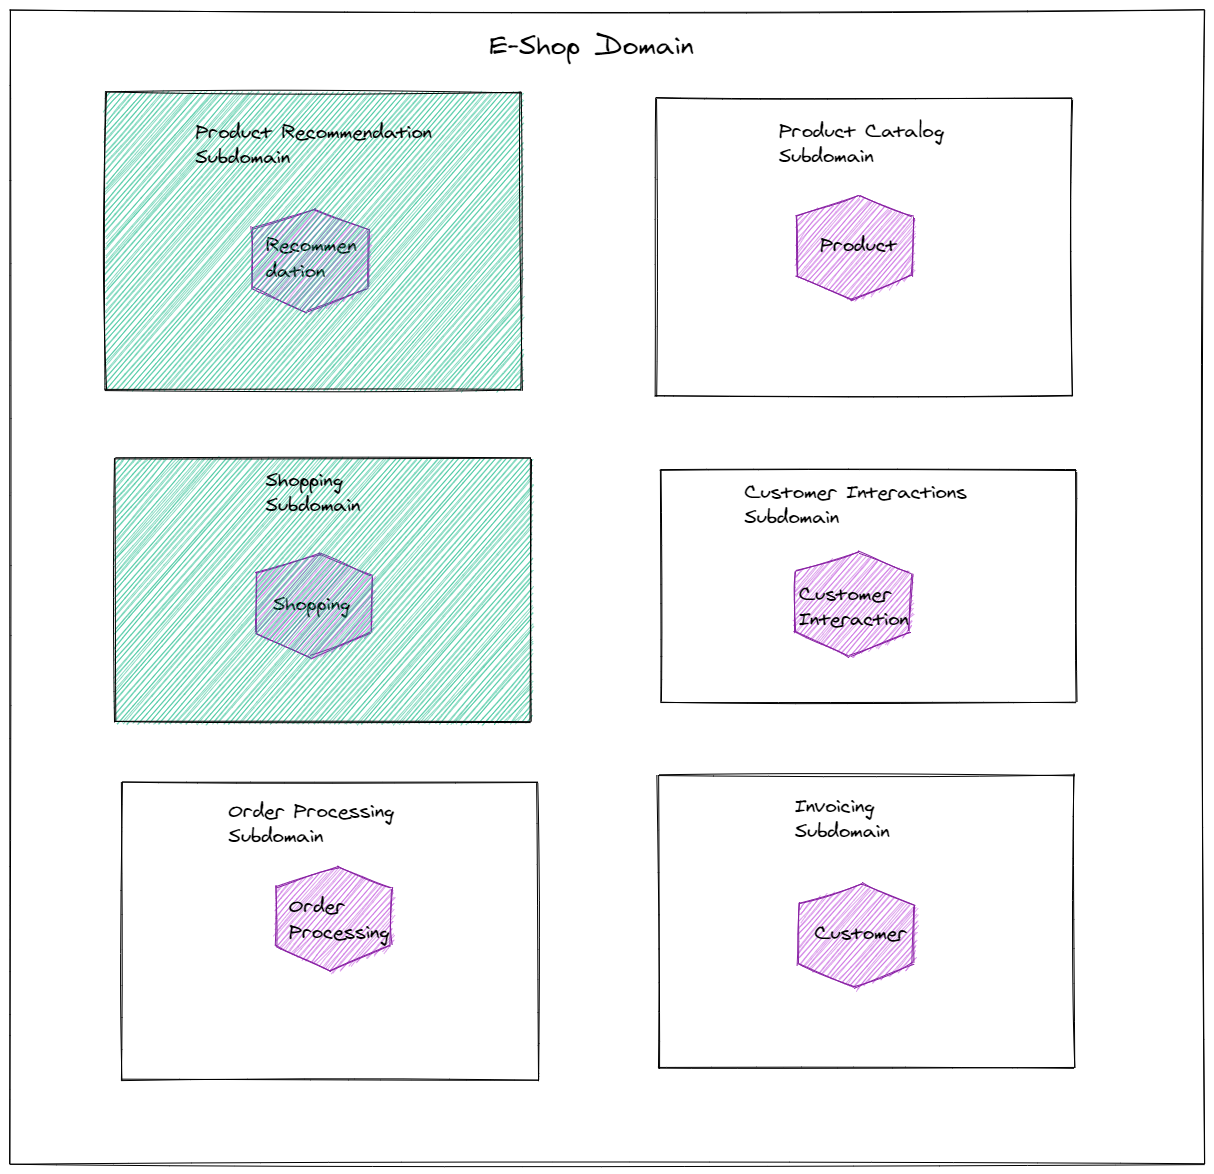 E-Shop Domain
Product Recommendation
Subdomain
Recommen
dation
Product Catalog
Subdomain
Product
Shopping
Subdomain
Shopping
Customer Interactions
Subdomain
Customer
Interaction
Order Processing
Subdomain
Order
Processing
Invoicing
Subdomain
Customer